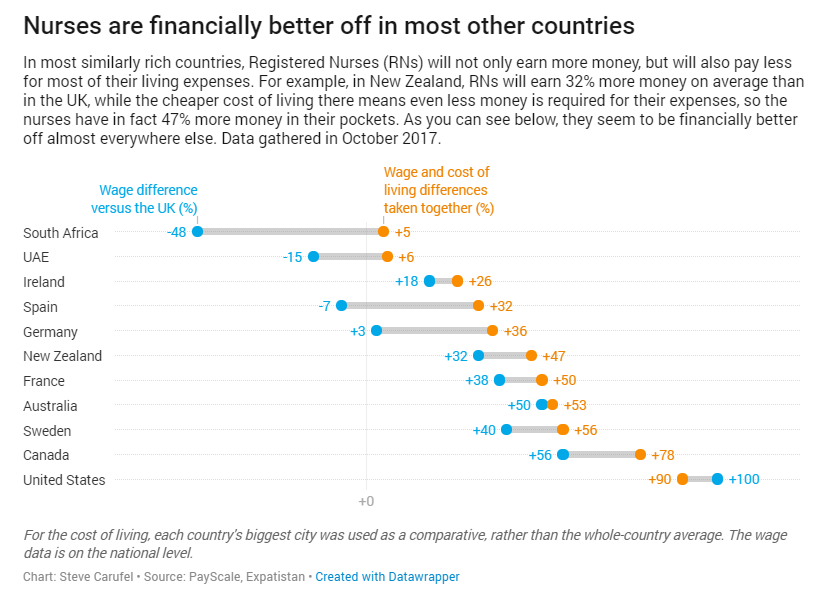 Nurses are financially better off in most other countries
In most similarly rich countries, Registered Nurses (RNs) will not only earn more money, but will also pay less
for most of their living expenses. For example, in New Zealand, RNs will earn 32% more money on average than
in the UK, while the cheaper cost of living there means even less money is required for their expenses, so the
nurses have in fact 47% more money in their pockets. As you can see below, they seem to be financially better
off almost everywhere else. Data gathered in October 2017.
Wage difference
versus the UK (%)
Wage and cost of
living differences
taken together (%)
South Africa -48 +5
UAE -15 +6
Ireland +18 +26
Spain -7 +32
Germany +3 +36
New Zealand +32 +47
France +38 +50
Australia +50 +53
Sweden +40 +56
Canada +56 +78
United States +90 +100
+0
For the cost of living, each country's biggest city was used as a comparative, rather than the whole-country average. The wage
data is on the national level.
Chart: Steve Carufel • Source: PayScale, Expatistan • Created with Datawrapper